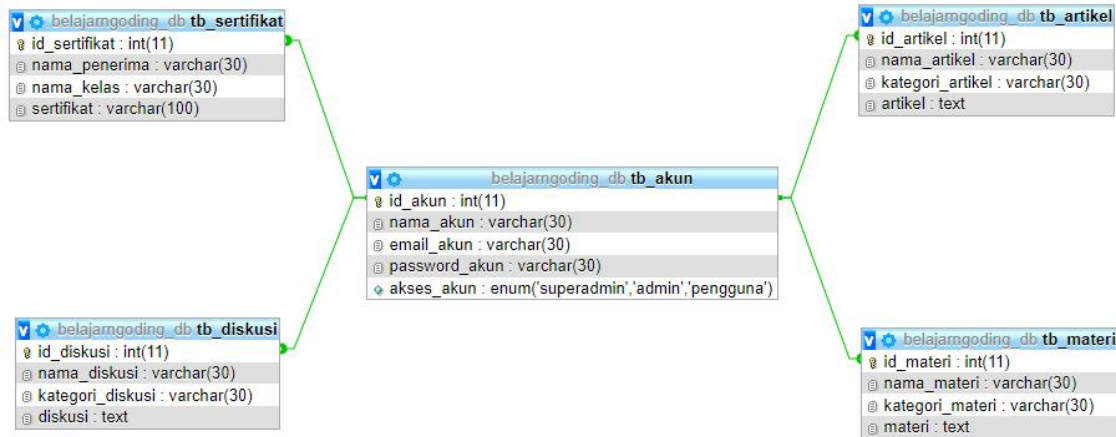 belajarngoding_db tb_sertifikat
id_sertifikat : int(11)
nama_penerima : varchar(30)
nama_kelas : varchar(30)
sertifikat : varchar(100)
belajarngoding_db tb_artikel
id_artikel : int(11)
nama_artikel : varchar(30)
kategori_artikel : varchar(30)
artikel : text
belajarngoding_db tb_akun
id_akun : int(11)
nama_akun : varchar(30)
email_akun : varchar(30)
password_akun : varchar(30)
akses_akun : enum('superadmin','admin','pengguna')
belajarngoding_db tb_diskusi
id_diskusi : int(11)
nama_diskusi : varchar(30)
kategori_diskusi : varchar(30)
diskusi : text
belajarngoding_db tb_materi
id_materi : int(11)
nama_materi : varchar(30)
kategori_materi : varchar(30)
materi : text